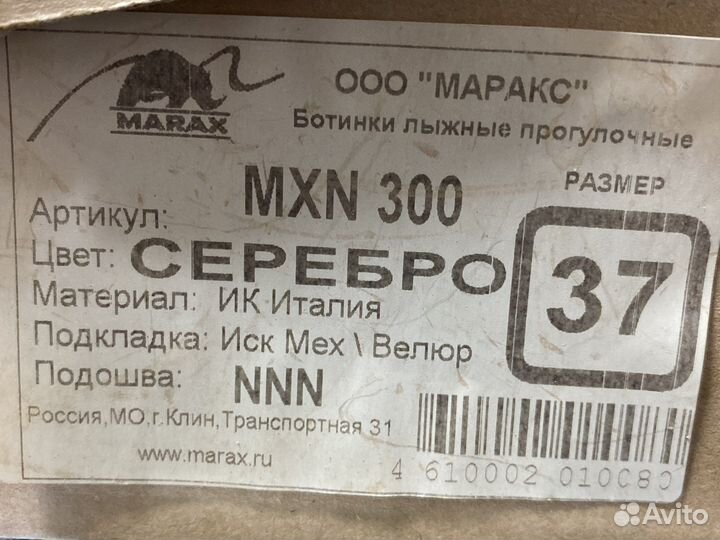 MARAX
ООО "МАРАКС"
Ботинки лыжные прогулочные
Артикул: MXN 300
РАЗМЕР
37
Цвет: СЕРЕБРО
Материал: ИК Италия
Подкладка: Иск Мех \ Велюр
Подошва: NNN
Россия,МО,г.Клин,Транспортная 31
www.marax.ru
4 610002 010080
Avito